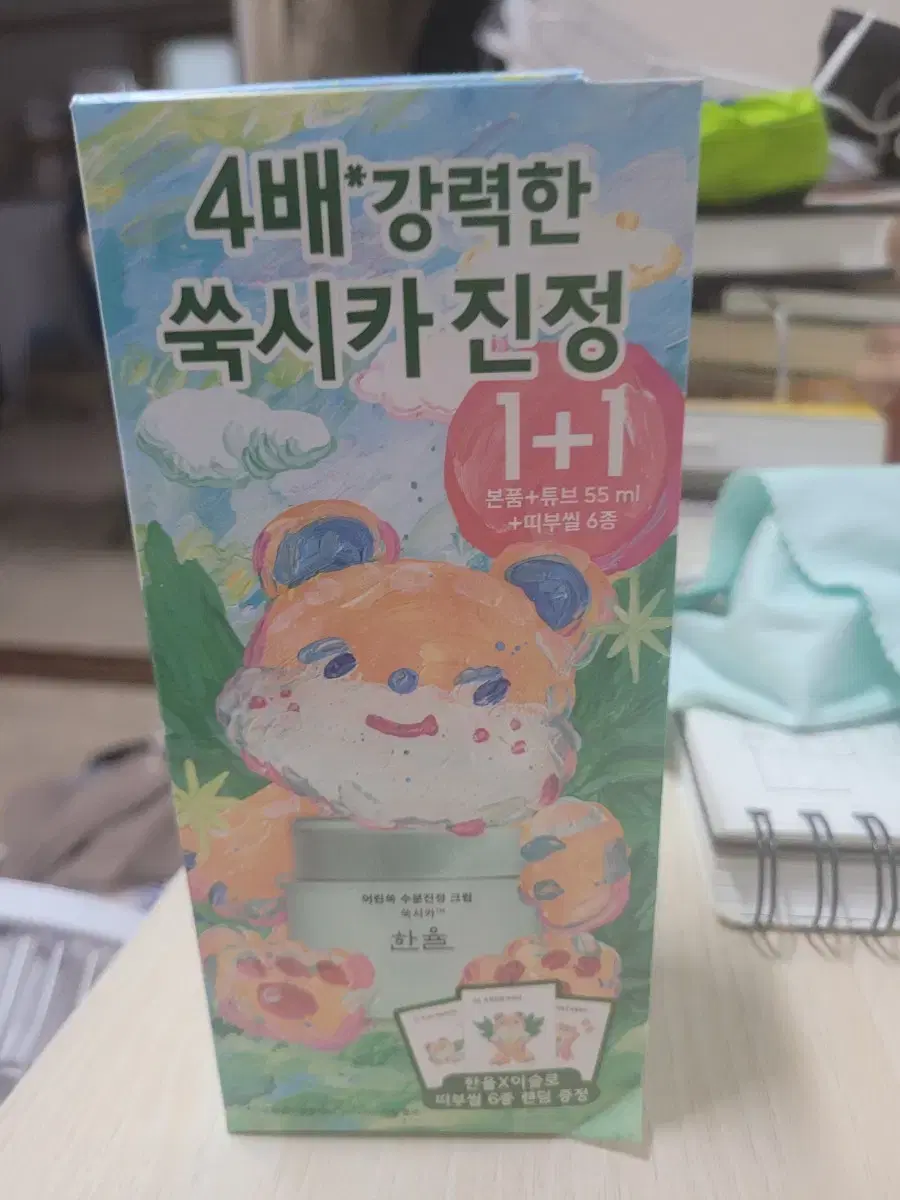 4배*강력한
쑥시카 진정
1+1
본품+튜브 55 ml
+띠부씰 6종
어린쑥 수분진정 크림
쑥시카™
한율
한율X이슬로
띠부씰 6종 랜덤 증정